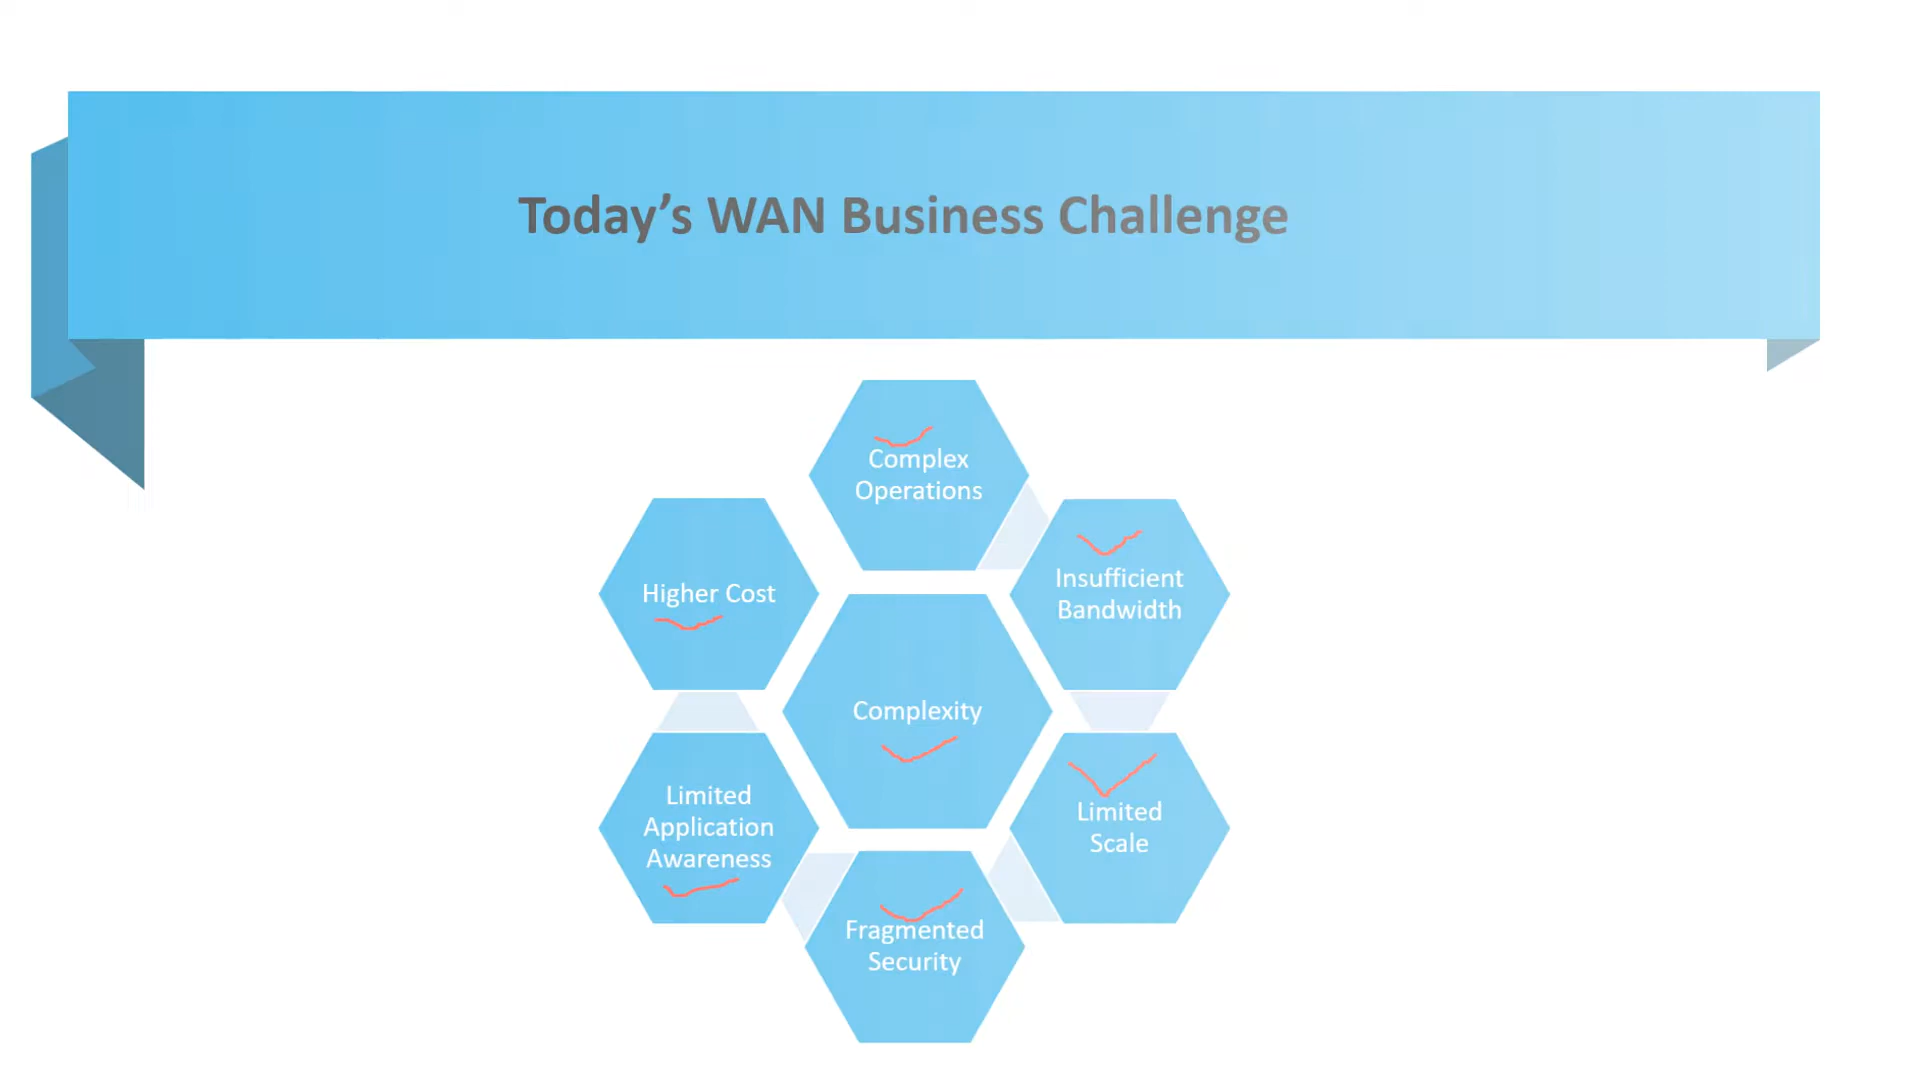 Today's WAN Business Challenge
Complex
Operations
Higher Cost
Insufficient
Bandwidth
Complexity
Limited
Application
Awareness
Limited
Scale
Fragmented
Security